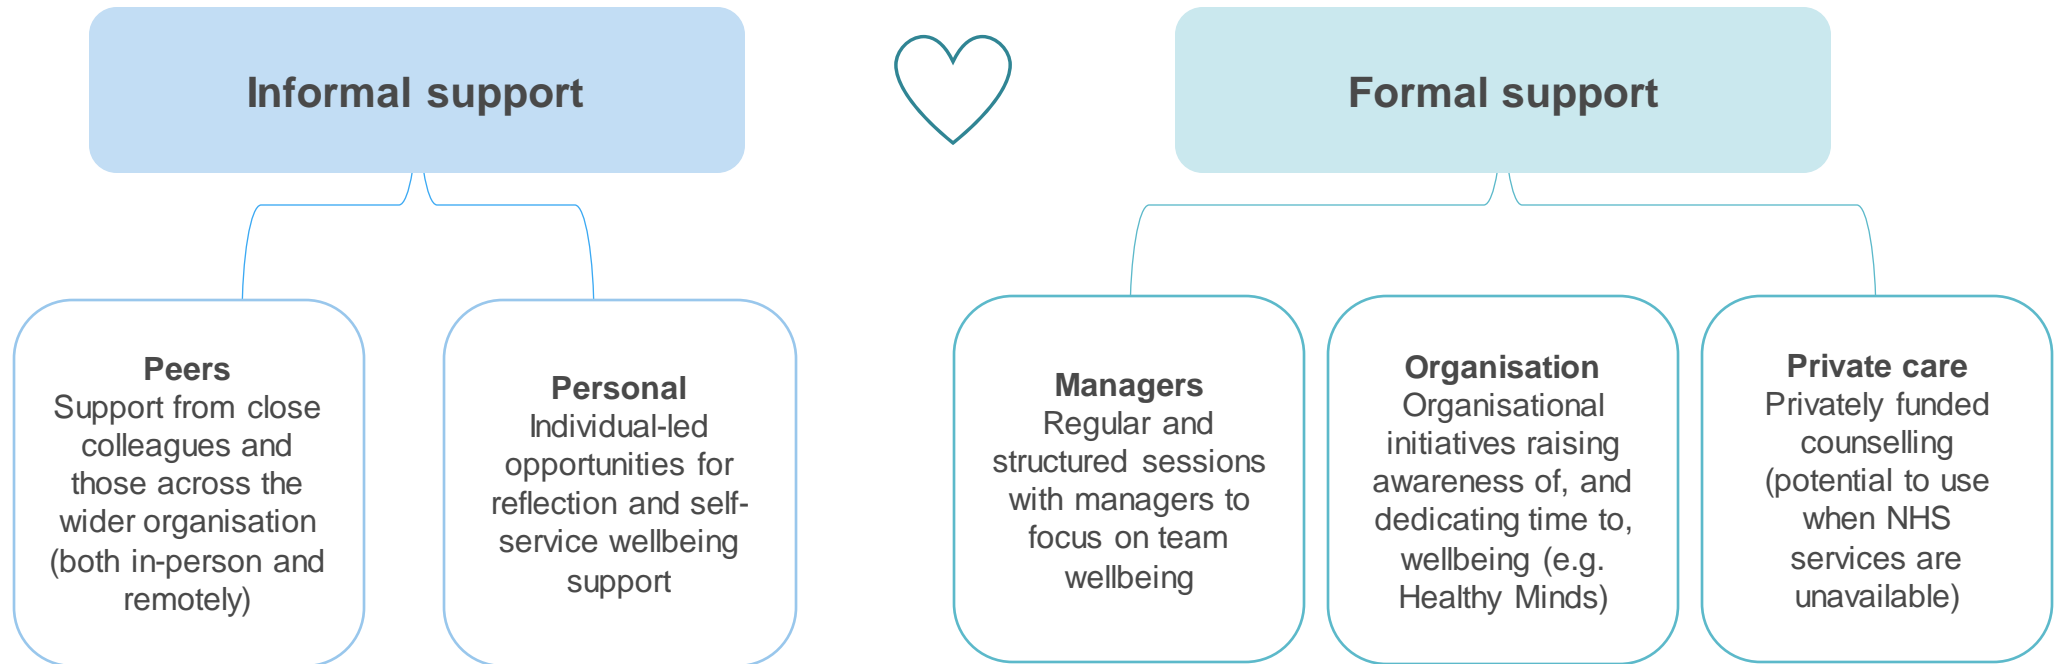 Informal support
Formal support
Peers
Support from close
colleagues and
those across the
wider organisation
(both in-person and
remotely)
Personal
Individual-led
opportunities for
reflection and self-
service wellbeing
support
Managers
Regular and
structured sessions
with managers to
focus on team
wellbeing
Organisation
Organisational
initiatives raising
awareness of, and
dedicating time to,
wellbeing (e.g.
Healthy Minds)
Private care
Privately funded
counselling
(potential to use
when NHS
services are
unavailable)